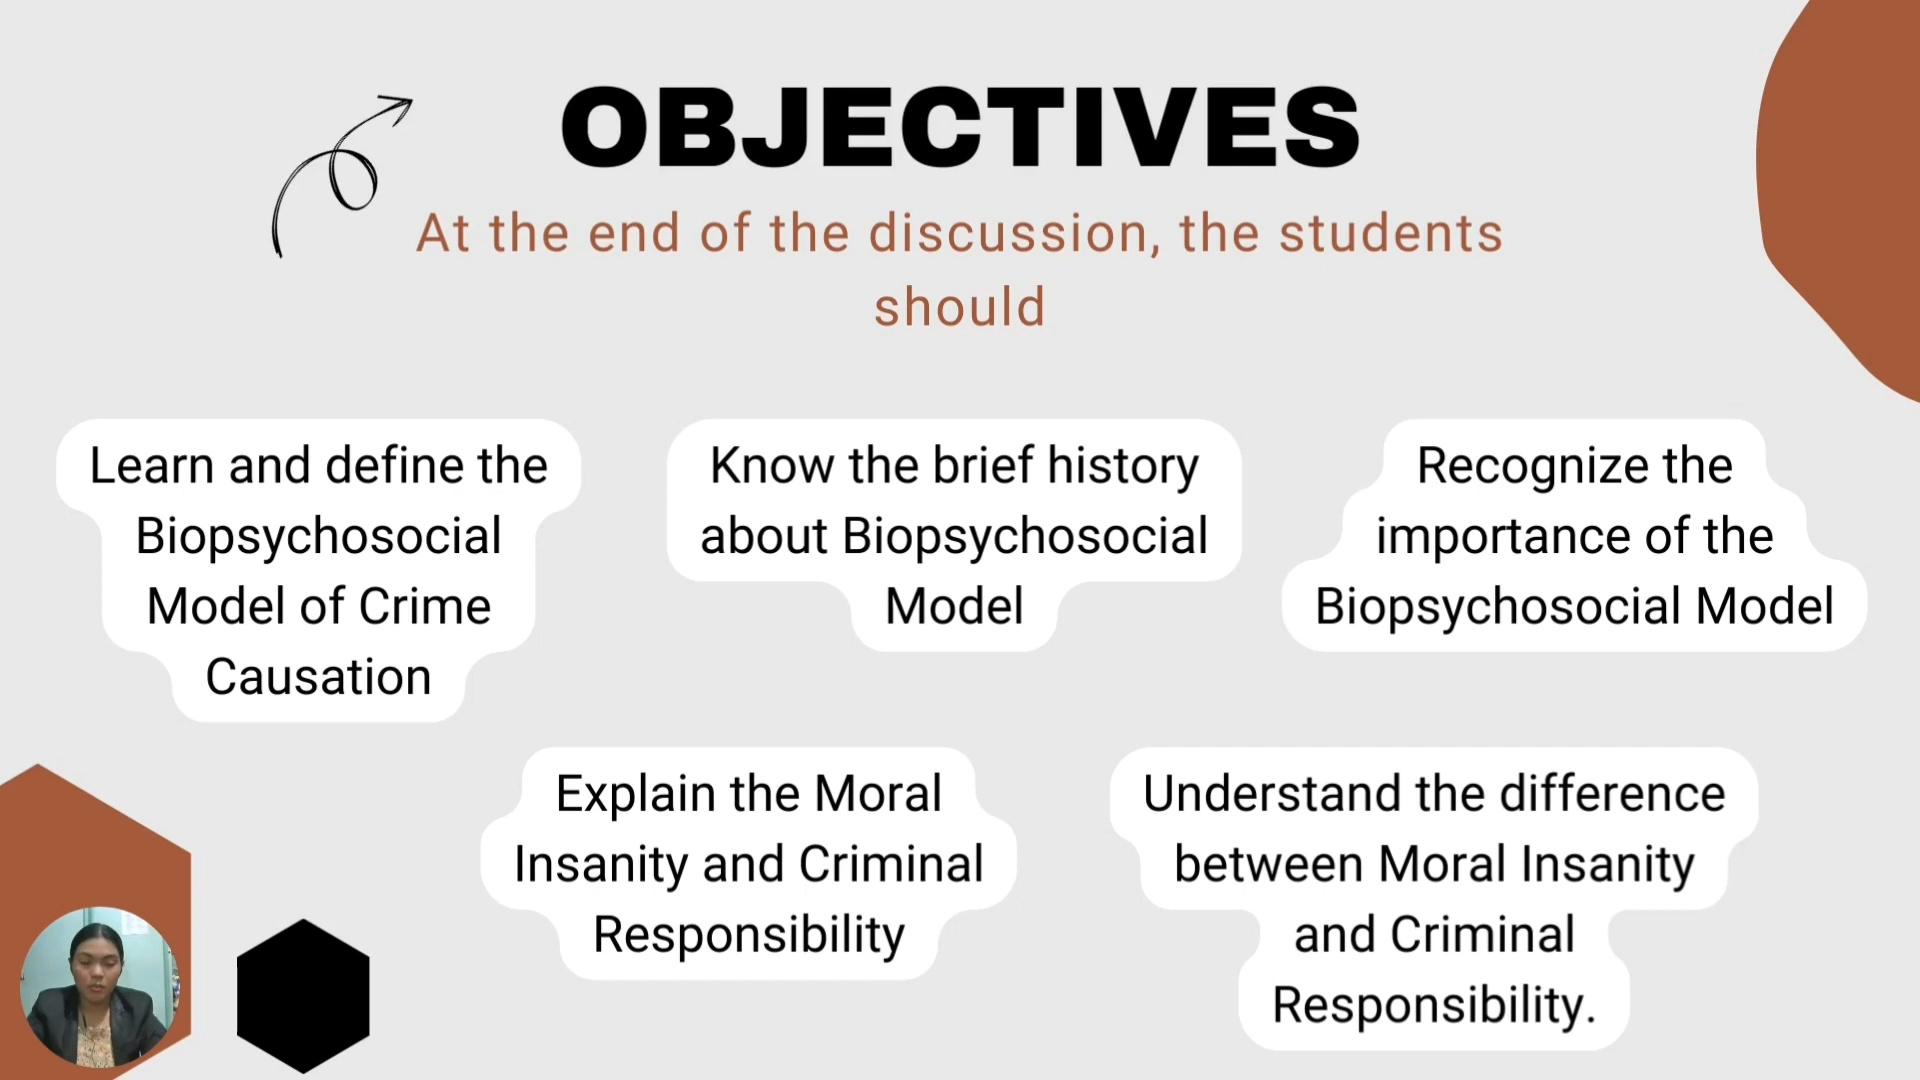 OBJECTIVES
At the end of the discussion, the students
should
Learn and define the
Biopsychosocial
Model of Crime
Causation
Know the brief history
about Biopsychosocial
Model
Recognize the
importance of the
Biopsychosocial Model
Explain the Moral
Insanity and Criminal
Responsibility
Understand the difference
between Moral Insanity
and Criminal
Responsibility.